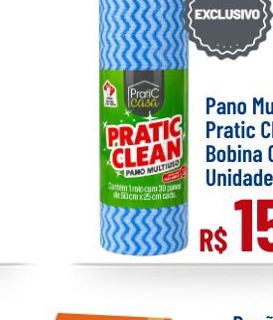 EXCLUSIVO
PratiC
casa
PRATIC
CLEAN
PANO MULTIUSO
Contém 1 rolo com 30 panos
de 50 cm x 25 cm cada.
Pano Mu
Pratic Cl
Bobina
Unidade
R$ 15